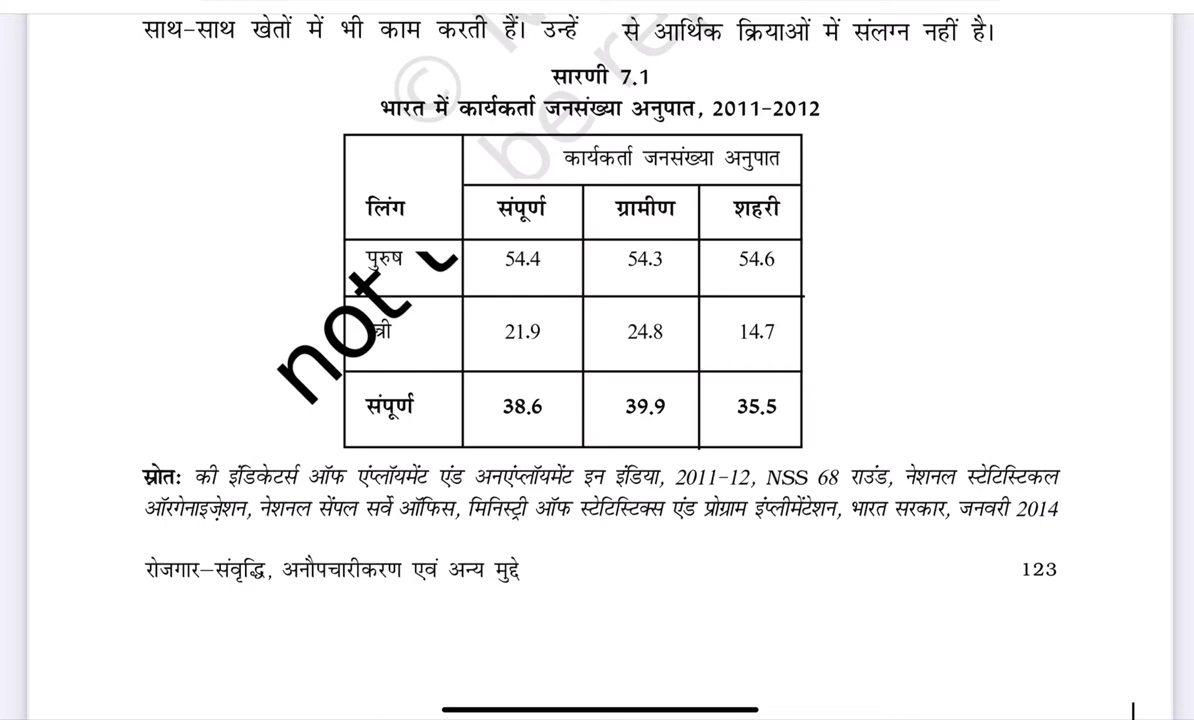 साथ-साथ खेतों में भी काम करती हैं। उन्हें से आर्थिक क्रियाओं में संलग्न नहीं है।
सारणी 7.1
भारत में कार्यकर्ता जनसंख्या अनुपात, 2011-2012
कार्यकर्ता जनसंख्या अनुपात
लिंग संपूर्ण ग्रामीण शहरी
पुरुष 54.4 54.3 54.6
स्त्री 21.9 24.8 14.7
संपूर्ण 38.6 39.9 35.5
स्रोत: की इंडिकेटर्स ऑफ एंप्लॉयमेंट एंड अनएंप्लॉयमेंट इन इंडिया, 2011-12, NSS 68 राउंड, नेशनल स्टेटिस्टिकल
ऑरगेनाइज़ेशन, नेशनल सेंपल सर्वे ऑफिस, मिनिस्ट्री ऑफ स्टेटिस्टिक्स एंड प्रोग्राम इंप्लीमेंटेशन, भारत सरकार, जनवरी 2014
रोजगार–संवृद्धि, अनौपचारीकरण एवं अन्य मुद्दे 123
not
©
be re